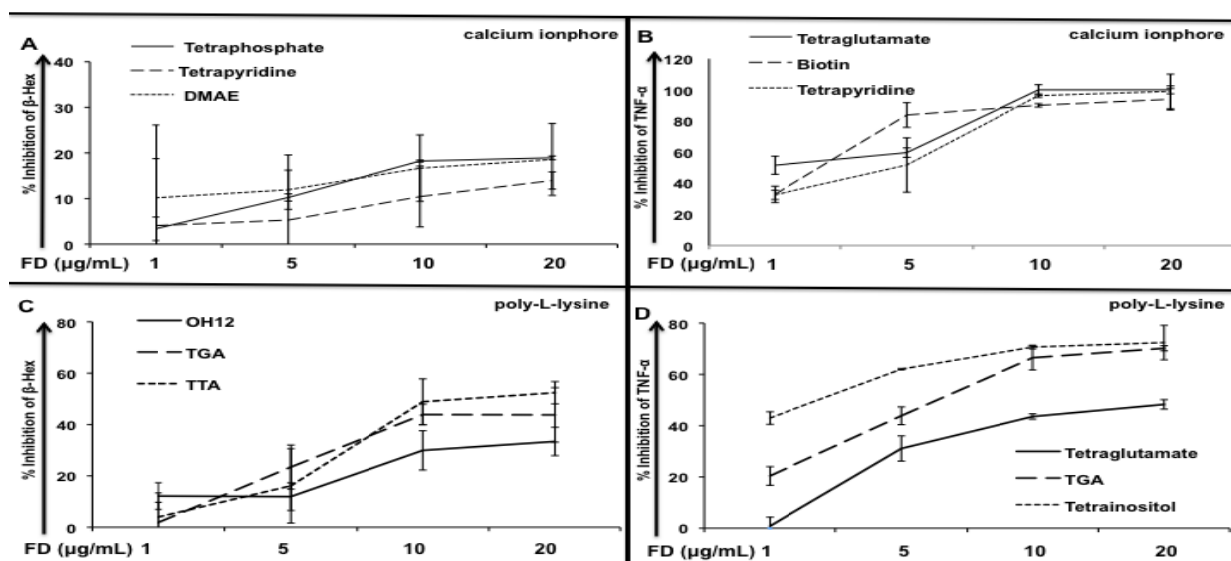 A
calcium ionphore
Tetraphosphate
Tetrapyridine
DMAE
% Inhibition of β-Hex
40
30
20
10
0
FD (µg/mL) 1 5 10 20
B
calcium ionphore
Tetraglutamate
Biotin
Tetrapyridine
% Inhibition of TNF-α
120
100
80
60
40
20
0
FD (µg/mL) 1 5 10 20
C
poly-L-lysine
OH12
TGA
TTA
% Inhibition of β-Hex
80
60
40
20
0
FD (µg/mL) 1 5 10 20
D
poly-L-lysine
% Inhibition of TNF-α
80
60
40
20
0
Tetraglutamate
TGA
Tetrainositol
FD (µg/mL) 1 5 10 20